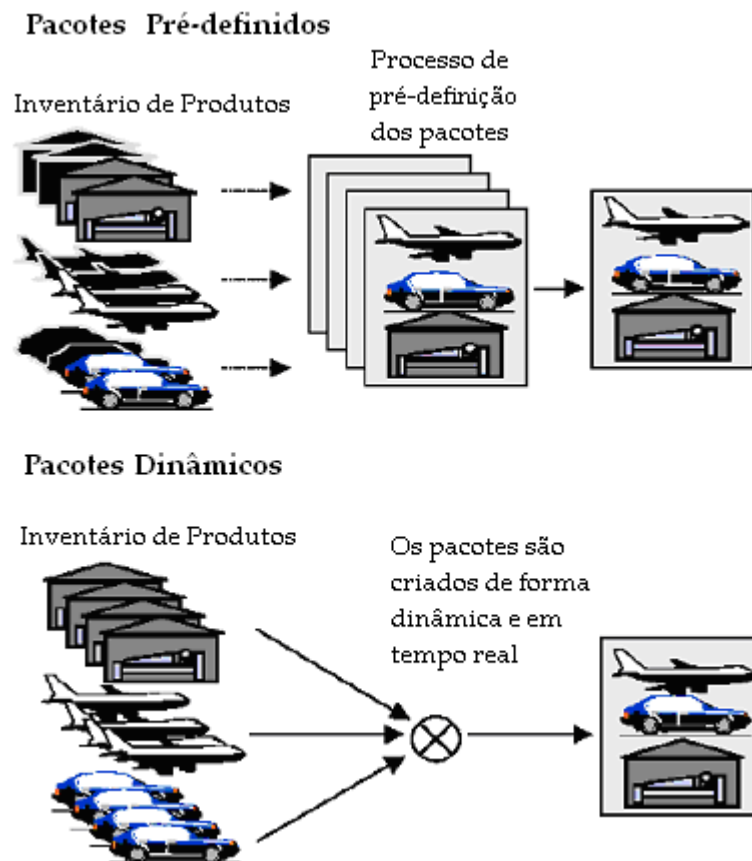 Pacotes Pré-definidos
Processo de
pré-definição
dos pacotes
Inventário de Produtos
Pacotes Dinâmicos
Inventário de Produtos
Os pacotes são
criados de forma
dinâmica e em
tempo real